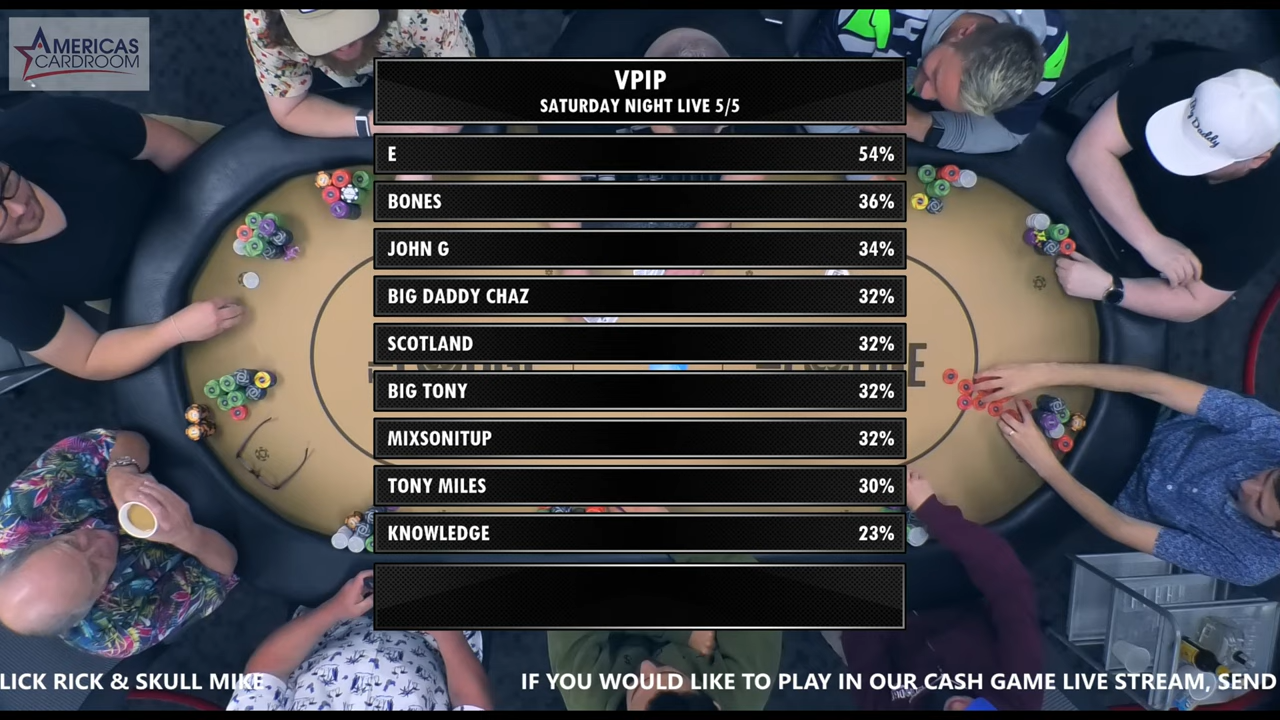 AMERICAS
CARDROOM
VPIP
SATURDAY NIGHT LIVE 5/5
E 54%
BONES 36%
JOHN G 34%
BIG DADDY CHAZ 32%
SCOTLAND 32%
BIG TONY 32%
MIXSONITUP 32%
TONY MILES 30%
KNOWLEDGE 23%
LICK RICK & SKULL MIKE
IF YOU WOULD LIKE TO PLAY IN OUR CASH GAME LIVE STREAM, SEND